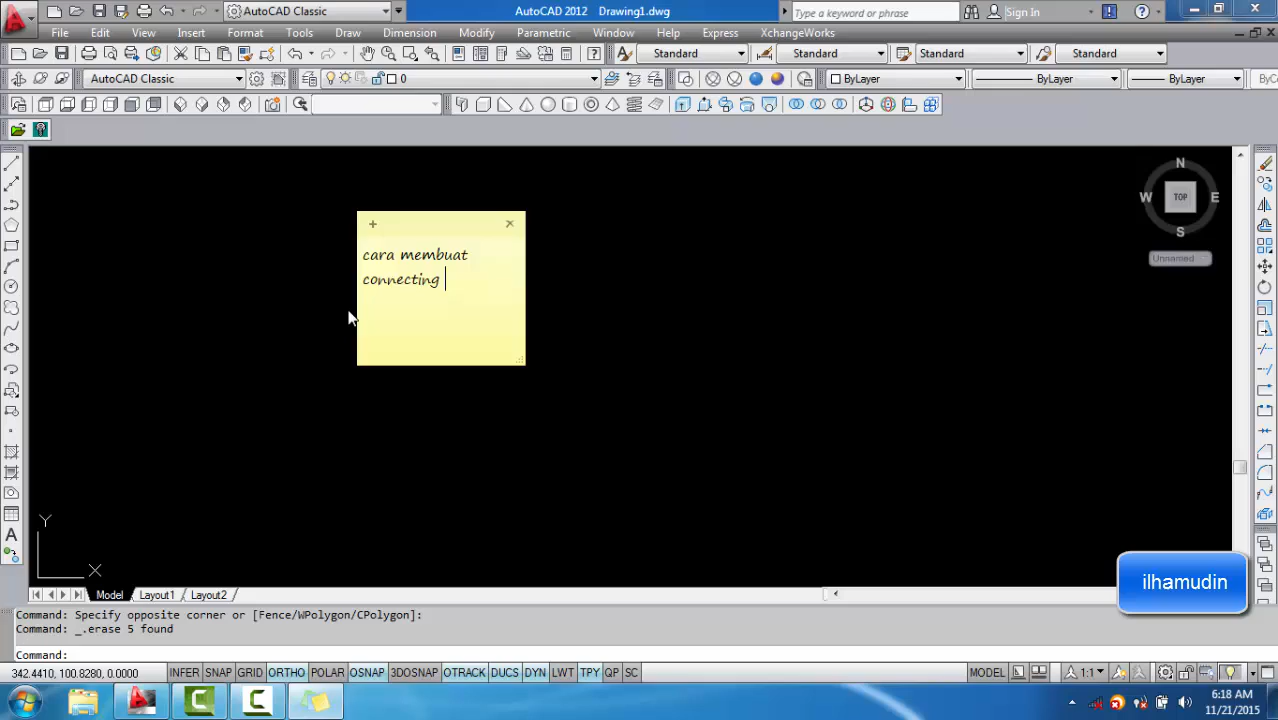 AutoCAD Classic
AutoCAD 2012 Drawing1.dwg
Type a keyword or phrase
Sign In
File Edit View Insert Format Tools Draw Dimension Modify Parametric Window Help Express XchangeWorks
Standard Standard Standard Standard
AutoCAD Classic 0 ByLayer ByLayer ByLayer
N
W TOP E
S
Unnamed
+ ×
cara membuat
connecting
Y
X
ilhamudin
Model Layout1 Layout2
Command: Specify opposite corner or [Fence/WPolygon/CPolygon]:
Command: _.erase 5 found
Command:
342.4410, 100.8280, 0.0000 INFER SNAP GRID ORTHO POLAR OSNAP 3DOSNAP OTRACK DUCS DYN LWT TPY QP SC MODEL 1:1
6:18 AM
11/21/2015